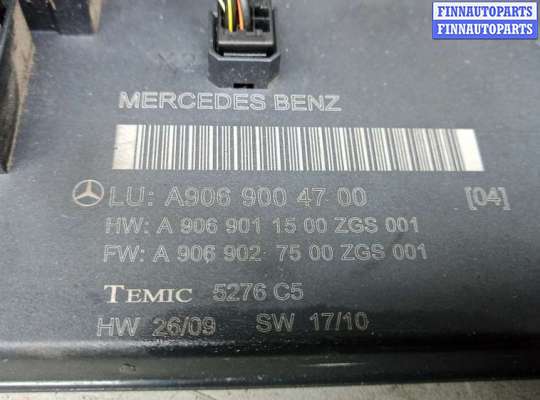 FINNAUTOPARTS
FINNAUTOPARTS
MERCEDES BENZ
LU: A906 900 47 00 [04]
HW: A 906 901 15 00 ZGS 001
FW: A 906 902 75 00 ZGS 001
TEMIC 5276 C5
HW 26/09 SW 17/10